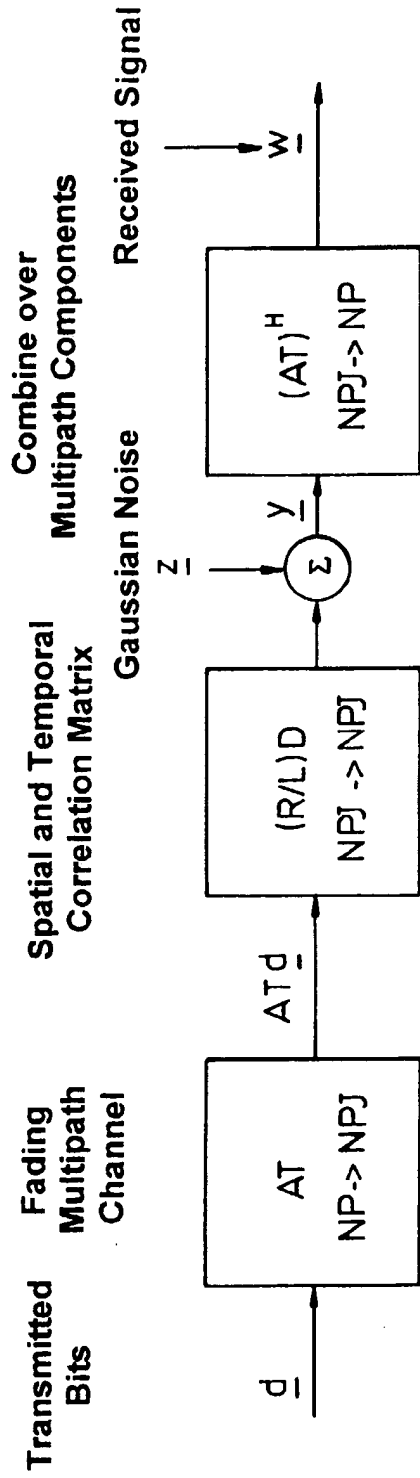 Transmitted
Bits
Fading
Multipath
Channel
Spatial and Temporal
Correlation Matrix
Gaussian Noise
Combine over
Multipath Components
Received Signal
d
AT
NP-> NPJ
ATd
(R/L)D
NPJ -> NPJ
z
Σ
y
(AT)^H
NPJ-> NP
w